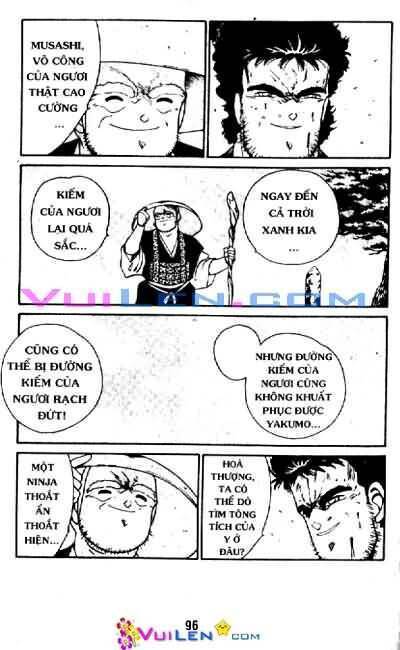 MUSASHI,
VÕ CÔNG
CỦA NGƯƠI
THẬT CAO
CƯỜNG
...
KIẾM
CỦA NGƯƠI
LẠI QUÁ
SẮC...
NGAY ĐẾN
CẢ TRỜI
XANH KIA
...
VUILEN.COM
CŨNG CÓ
THỂ BỊ ĐƯỜNG
KIẾM CỦA
NGƯƠI RẠCH
ĐỨT!
NHƯNG ĐƯỜNG
KIẾM CỦA
NGƯƠI CŨNG
KHÔNG KHUẤT
PHỤC ĐƯỢC
YAKUMO...
MỘT
NINJA
THOẮT
ẨN
THOẮT
HIỆN...
HOÀ
THƯỢNG,
TA CÓ
THỂ DÒ
TÌM TÔNG
TÍCH CỦA
Y Ở
ĐÂU?
96
VUILEN.COM